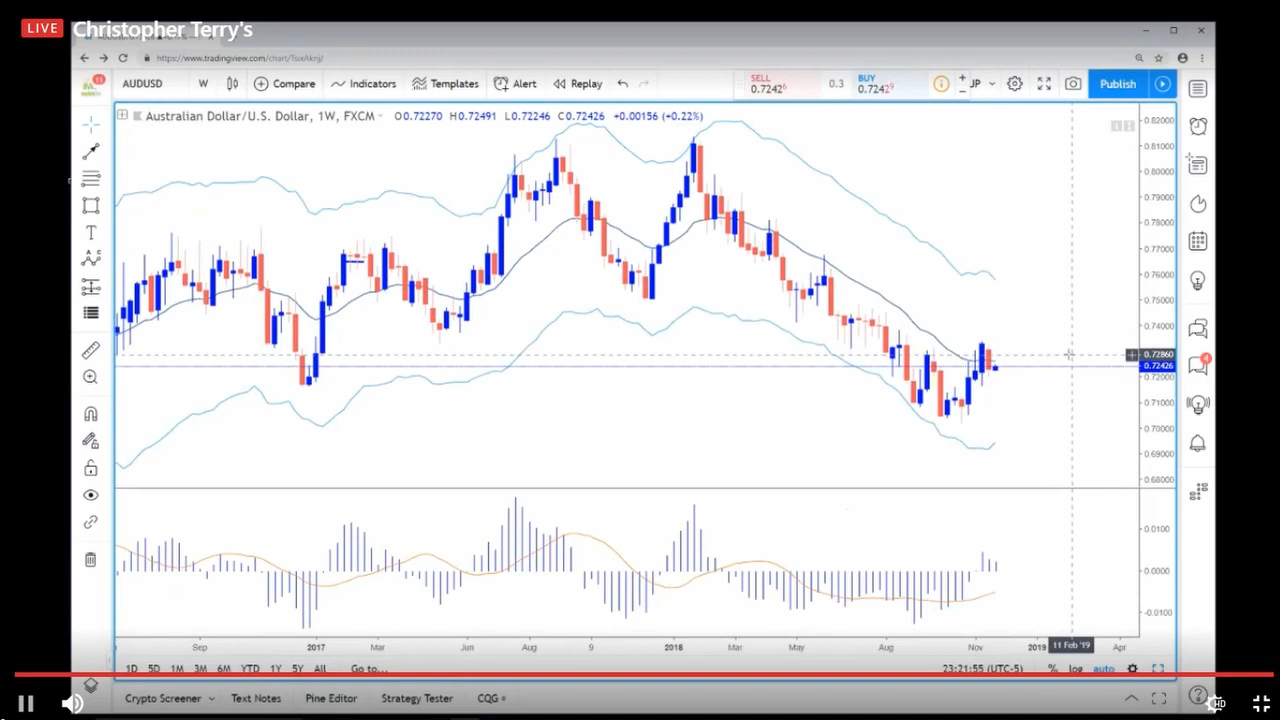 LIVE Christopher Terry's
https://www.tradingview.com/chart/TsixAknj/
11
AUDUSD W Compare Indicators Templates Alert Replay SELL 0.72426 0.3 BUY 0.72429 JP Publish
Australian Dollar/U.S. Dollar, 1W, FXCM O0.72270 H0.72491 L0.72246 C0.72426 +0.00156 (+0.22%)
0.82000
0.81000
0.80000
0.79000
0.78000
0.77000
0.76000
0.75000
0.74000
0.72860
0.72426
0.72000
0.71000
0.70000
0.69000
0.68000
0.0100
0.0000
-0.0100
4
Sep 2017 Mar Jun Aug 9 2018 Mar May Aug Nov 2019 11 Feb '19 Apr
1D 5D 1M 3M 6M YTD 1Y 5Y All Go to... 23:21:55 (UTC-5) % log auto
Crypto Screener Text Notes Pine Editor Strategy Tester CQG
HD